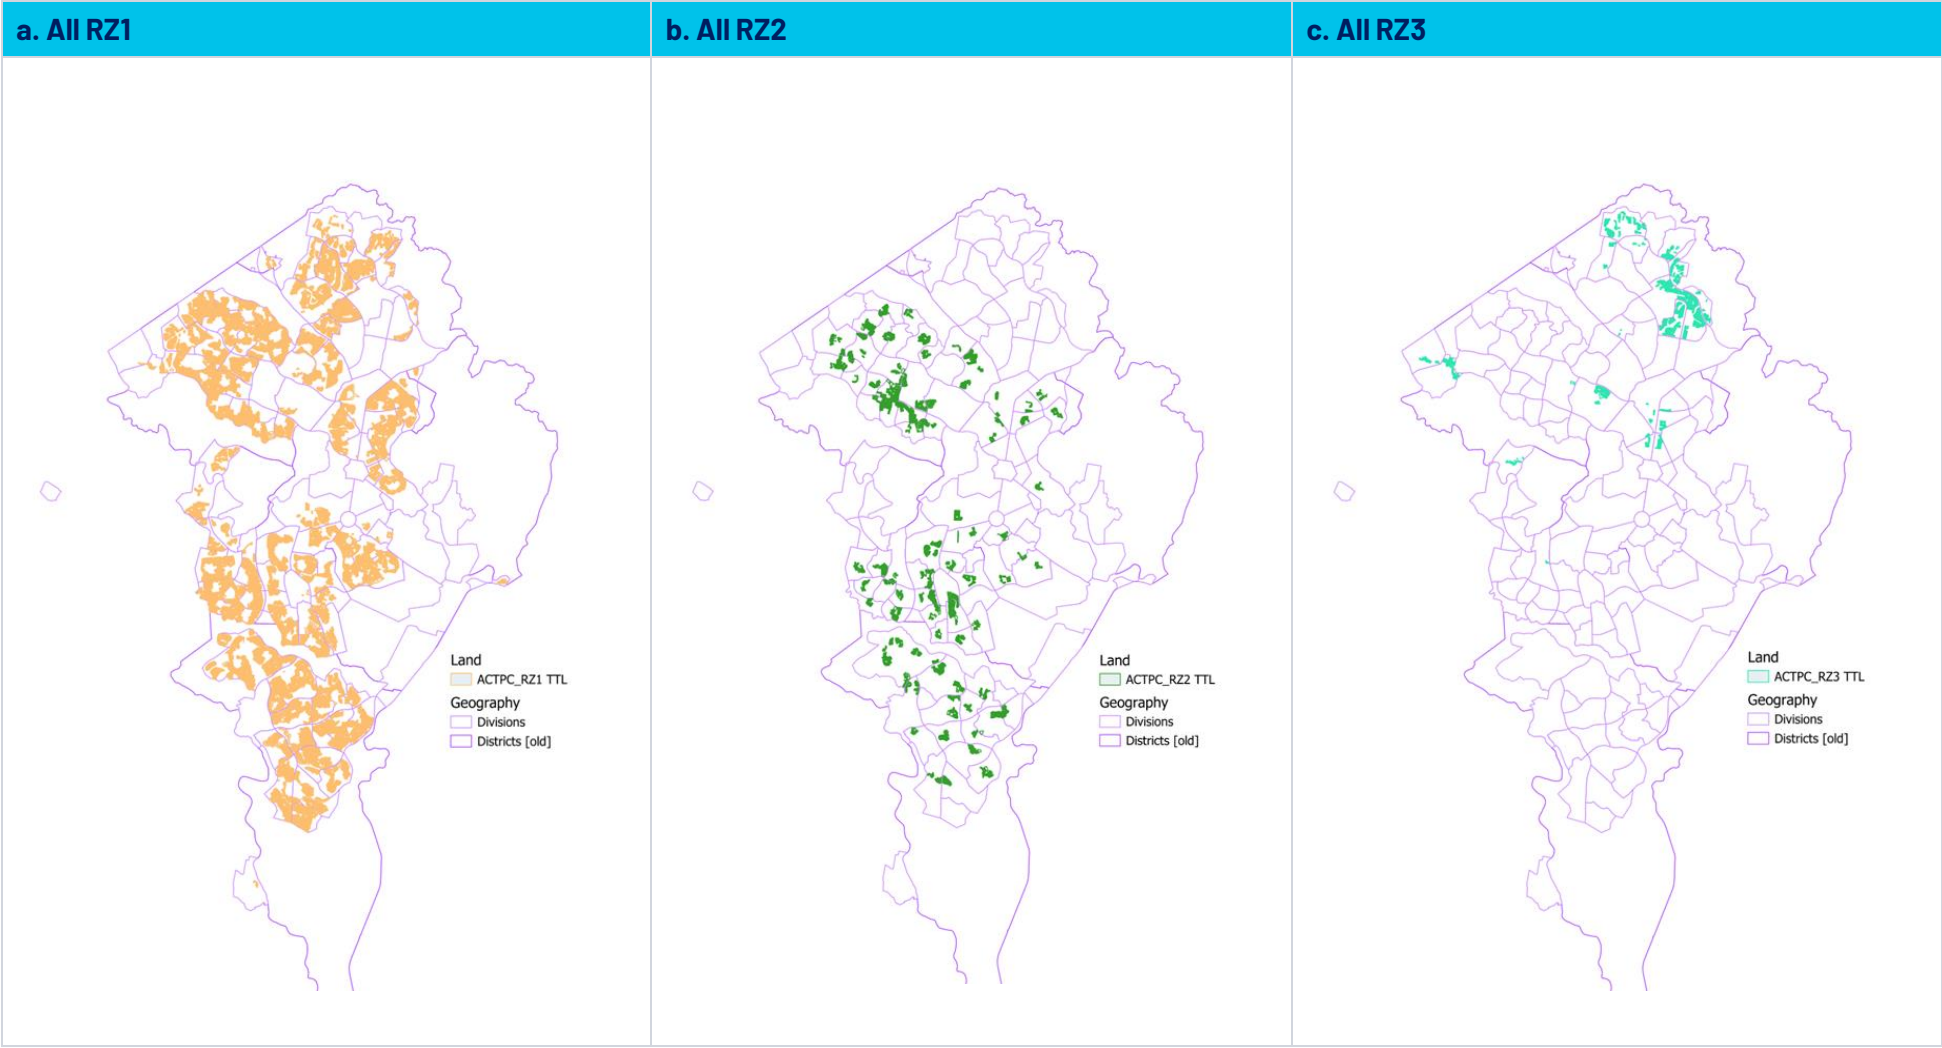 a. All RZ1
b. All RZ2
c. All RZ3
Land
ACTPC_RZ1 TTL
Geography
Divisions
Districts [old]
Land
ACTPC_RZ2 TTL
Geography
Divisions
Districts [old]
Land
ACTPC_RZ3 TTL
Geography
Divisions
Districts [old]